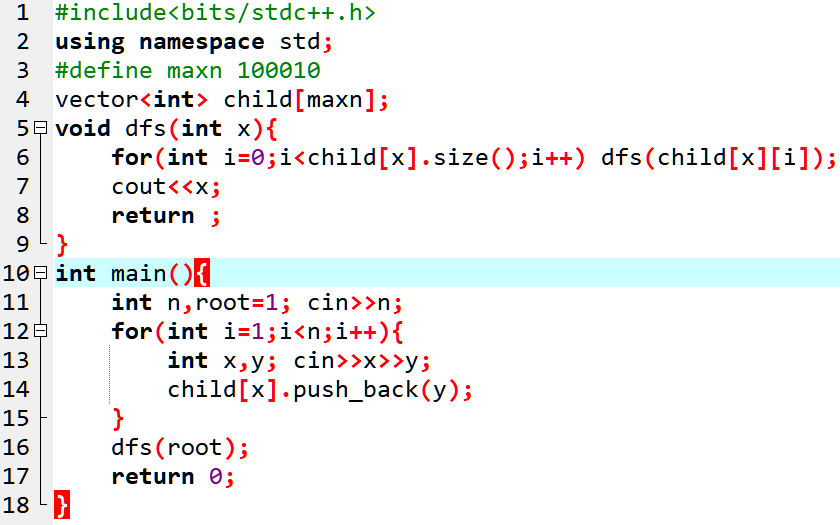 1 #include<bits/stdc++.h>
2 using namespace std;
3 #define maxn 100010
4 vector<int> child[maxn];
5 void dfs(int x){
6 for(int i=0;i<child[x].size();i++) dfs(child[x][i]);
7 cout<<x;
8 return ;
9 }
10 int main(){
11 int n,root=1; cin>>n;
12 for(int i=1;i<n;i++){
13 int x,y; cin>>x>>y;
14 child[x].push_back(y);
15 }
16 dfs(root);
17 return 0;
18 }